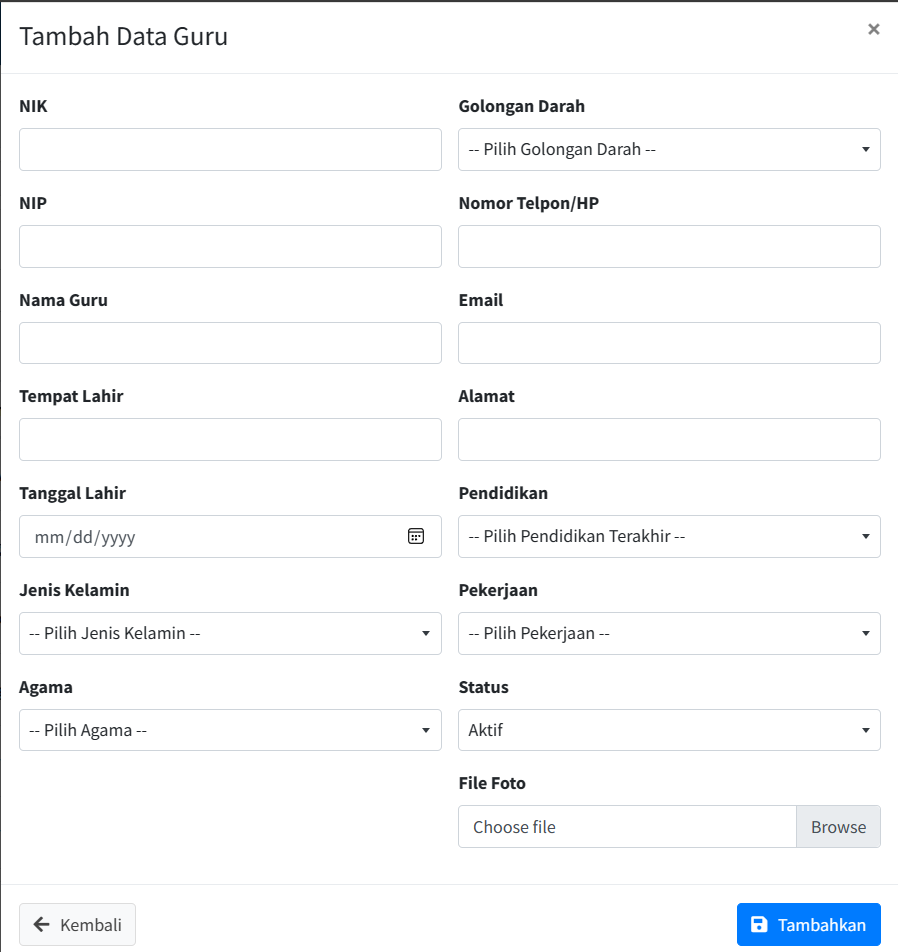 Tambah Data Guru
×
NIK
Golongan Darah
-- Pilih Golongan Darah --
NIP
Nomor Telpon/HP
Nama Guru
Email
Tempat Lahir
Alamat
Tanggal Lahir
mm/dd/yyyy
Pendidikan
-- Pilih Pendidikan Terakhir --
Jenis Kelamin
-- Pilih Jenis Kelamin --
Pekerjaan
-- Pilih Pekerjaan --
Agama
-- Pilih Agama --
Status
Aktif
File Foto
Choose file
Browse
Kembali
Tambahkan